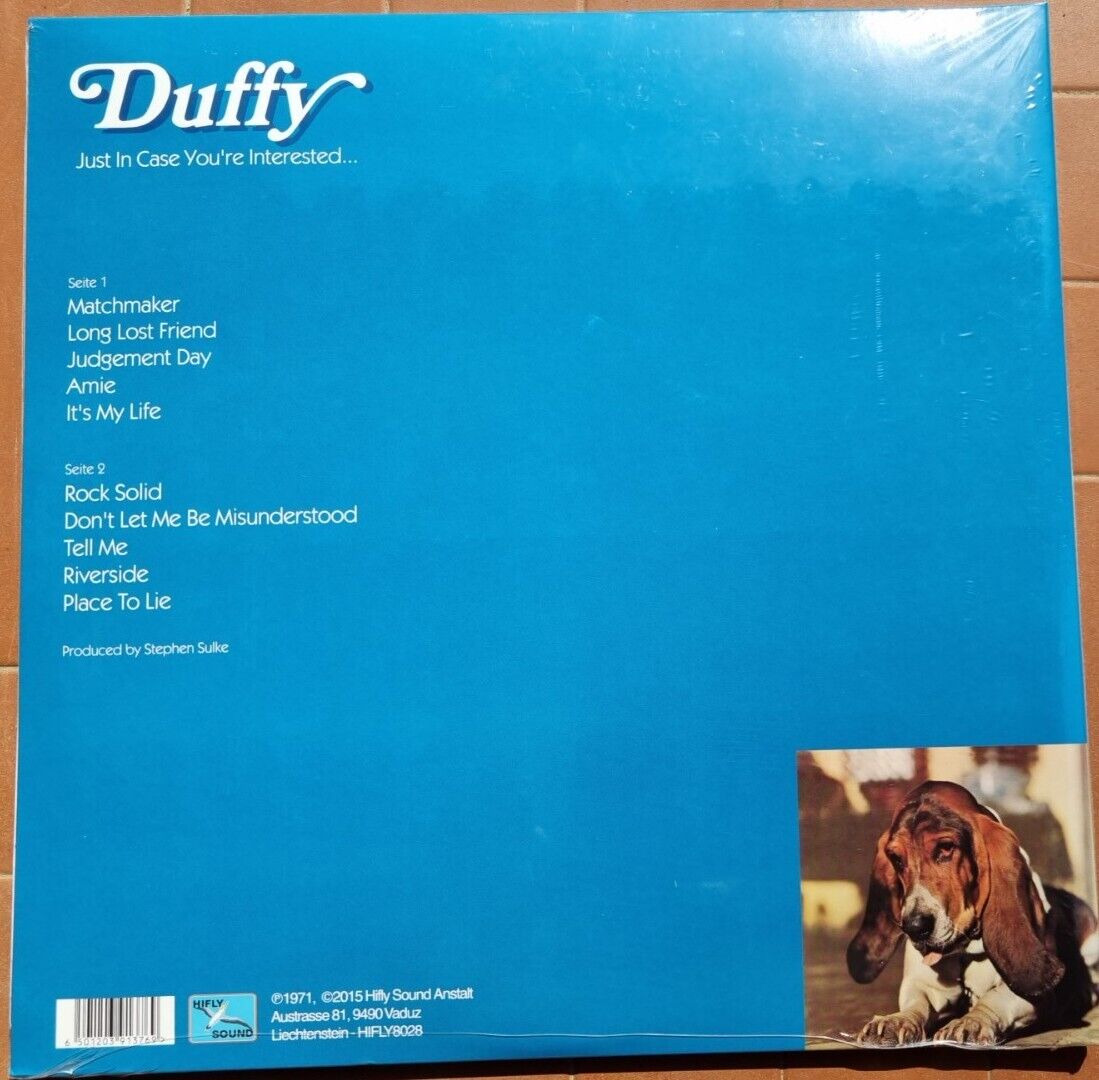 Duffy
Just In Case You're Interested...
Seite 1
Matchmaker
Long Lost Friend
Judgement Day
Amie
It's My Life
Seite 2
Rock Solid
Don't Let Me Be Misunderstood
Tell Me
Riverside
Place To Lie
Produced by Stephen Sulke
HIFLY
SOUND
℗1971, ©2015 Hifly Sound Anstalt
Austrasse 81, 9490 Vaduz
Liechtenstein - HIFLY8028